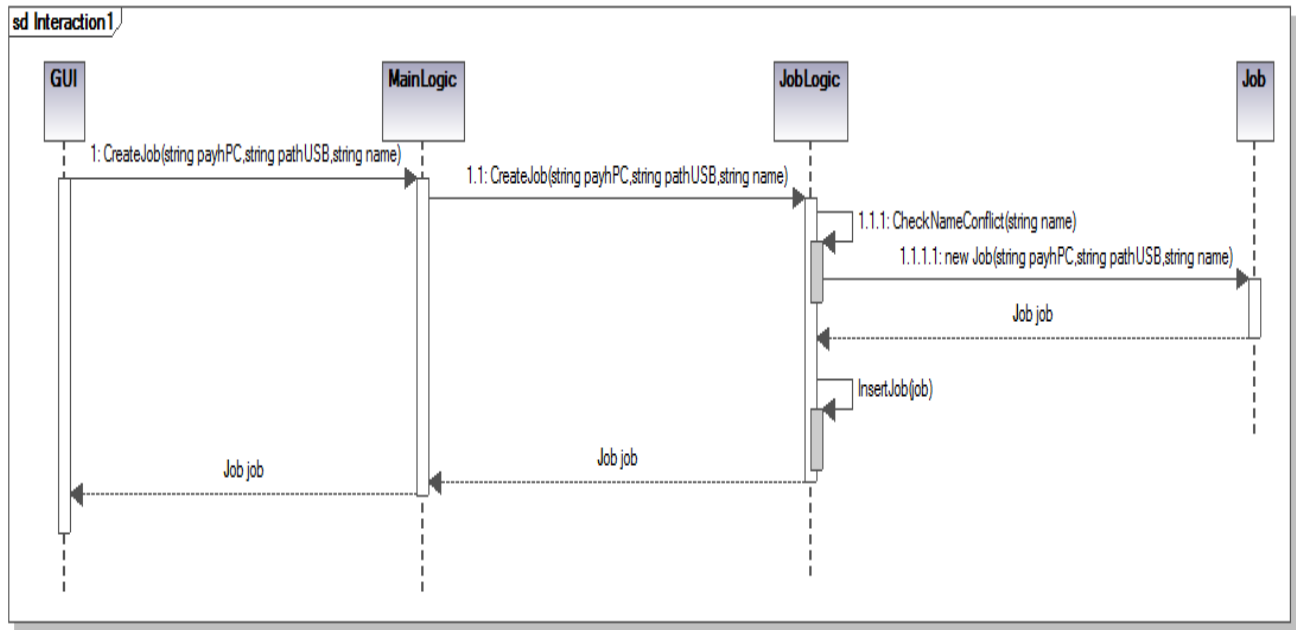 sd Interaction1
GUI
MainLogic
JobLogic
Job
1: CreateJob(string payhPC,string pathUSB,string name)
1.1: CreateJob(string payhPC,string pathUSB,string name)
1.1.1: CheckNameConflict(string name)
1.1.1.1: new Job(string payhPC,string pathUSB,string name)
Job job
InsertJob(job)
Job job
Job job